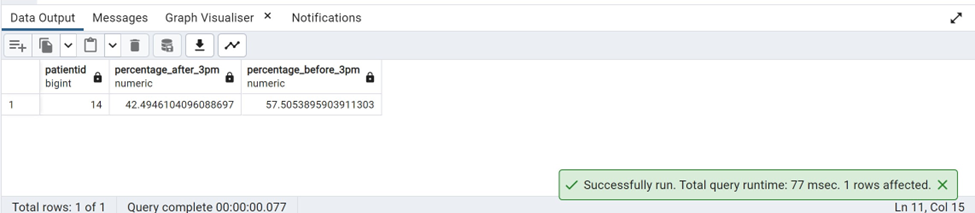 Data Output Messages Graph Visualiser × Notifications
patientid percentage_after_3pm percentage_before_3pm
bigint numeric numeric
1 14 42.4946104096088697 57.5053895903911303
Successfully run. Total query runtime: 77 msec. 1 rows affected. ×
Total rows: 1 of 1 Query complete 00:00:00.077 Ln 11, Col 15